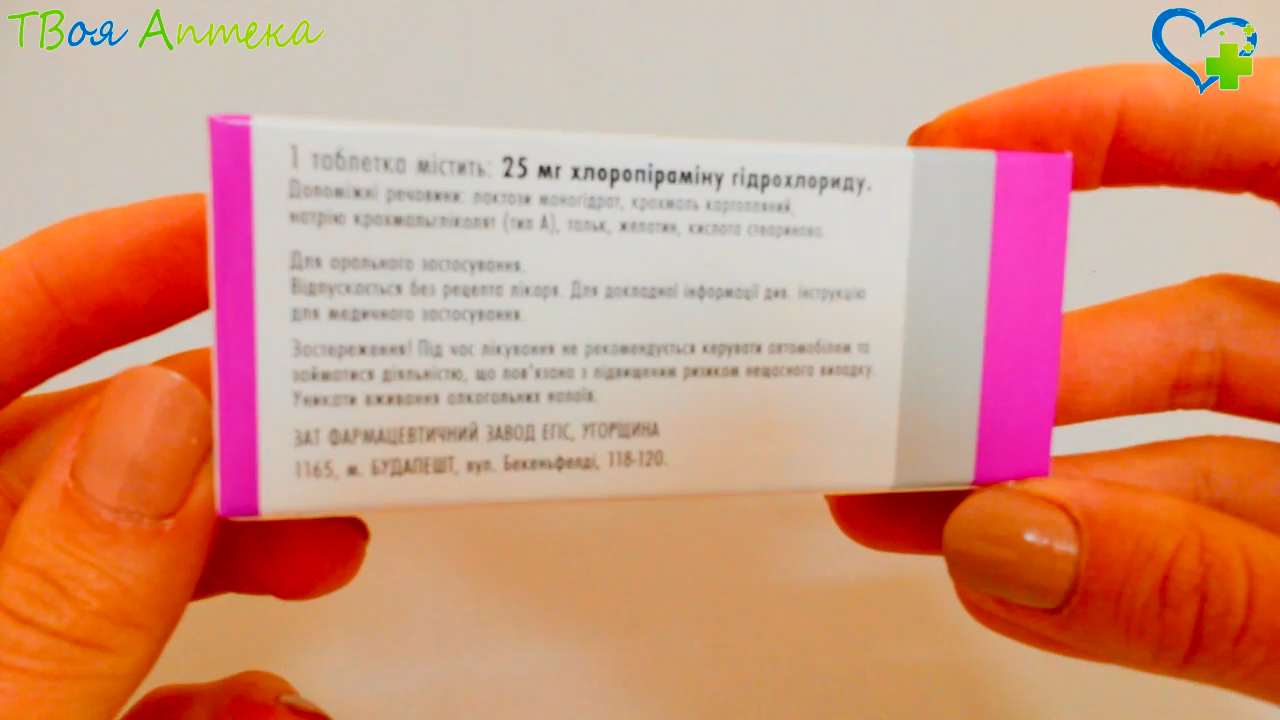 ТВоя Аптека
1 таблетка містить: 25 мг хлоропіраміну гідрохлориду.
Допоміжні речовини: лактози моногідрат, крохмаль картопляний,
натрію крохмальгліколят (тип А), тальк, желатин, кислота стеаринова.
Для орального застосування.
Відпускається без рецепта лікаря. Для докладної інформації див. інструкцію
для медичного застосування.
Застереження! Під час лікування не рекомендується керувати автомобілем та
займатися діяльністю, що пов'язана з підвищеним ризиком нещасного випадку.
Уникати вживання алкогольних напоїв.
ЗАТ ФАРМАЦЕВТИЧНИЙ ЗАВОД ЕГІС, УГОРЩИНА
1165, м. БУДАПЕШТ, вул. Бекеньфелді, 118-120.